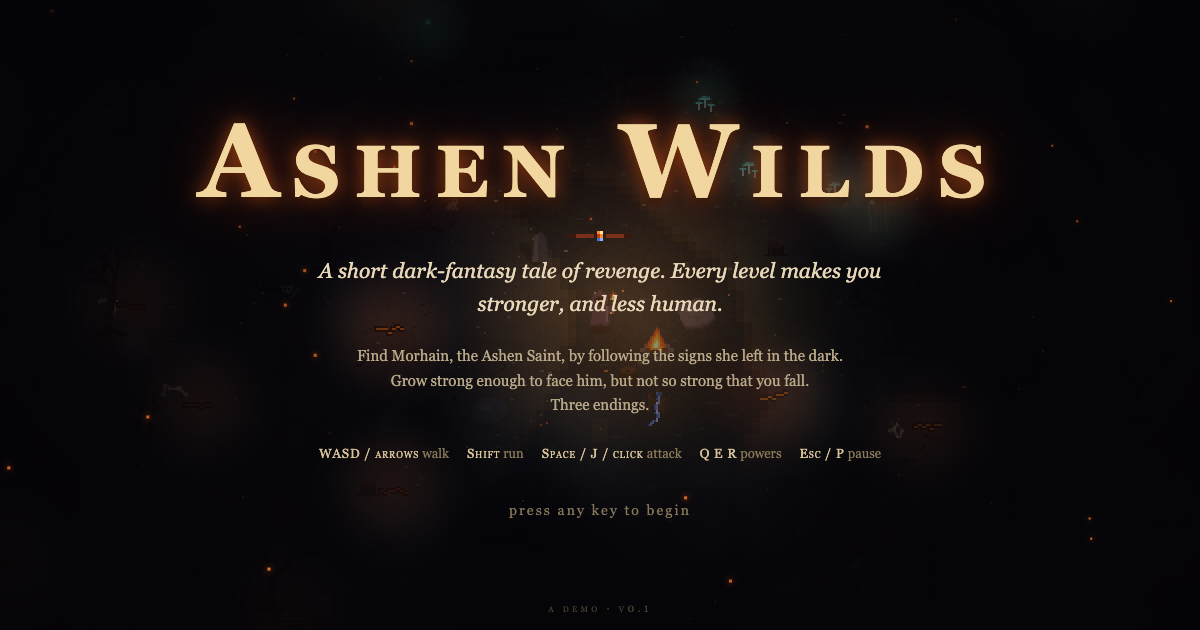 Ashen Wilds
A short dark-fantasy tale of revenge. Every level makes you
stronger, and less human.
Find Morhain, the Ashen Saint, by following the signs she left in the dark.
Grow strong enough to face him, but not so strong that you fall.
Three endings.
WASD / arrows walk Shift run Space / J / click attack Q E R powers Esc / P pause
press any key to begin
a demo · v0.1